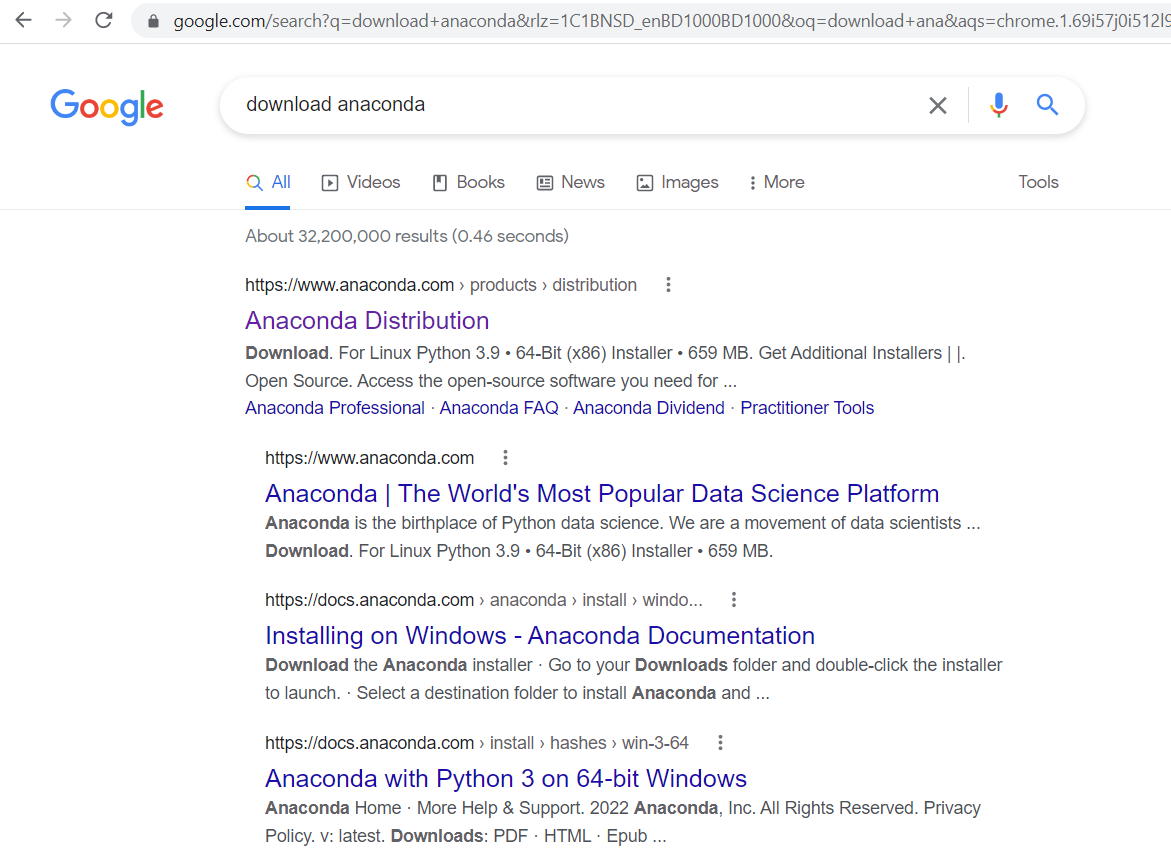 google.com/search?q=download+anaconda&rlz=1C1BNSD_enBD1000BD1000&oq=download+ana&aqs=chrome.1.69i57j0i512l9
Google
download anaconda
All Videos Books News Images More Tools
About 32,200,000 results (0.46 seconds)
https://www.anaconda.com › products › distribution
Anaconda Distribution
Download. For Linux Python 3.9 • 64-Bit (x86) Installer • 659 MB. Get Additional Installers | |.
Open Source. Access the open-source software you need for ...
Anaconda Professional · Anaconda FAQ · Anaconda Dividend · Practitioner Tools
https://www.anaconda.com
Anaconda | The World's Most Popular Data Science Platform
Anaconda is the birthplace of Python data science. We are a movement of data scientists ...
Download. For Linux Python 3.9 • 64-Bit (x86) Installer • 659 MB.
https://docs.anaconda.com › anaconda › install › windo...
Installing on Windows - Anaconda Documentation
Download the Anaconda installer · Go to your Downloads folder and double-click the installer
to launch. · Select a destination folder to install Anaconda and ...
https://docs.anaconda.com › install › hashes › win-3-64
Anaconda with Python 3 on 64-bit Windows
Anaconda Home · More Help & Support. 2022 Anaconda, Inc. All Rights Reserved. Privacy
Policy. v: latest. Downloads: PDF · HTML · Epub ...